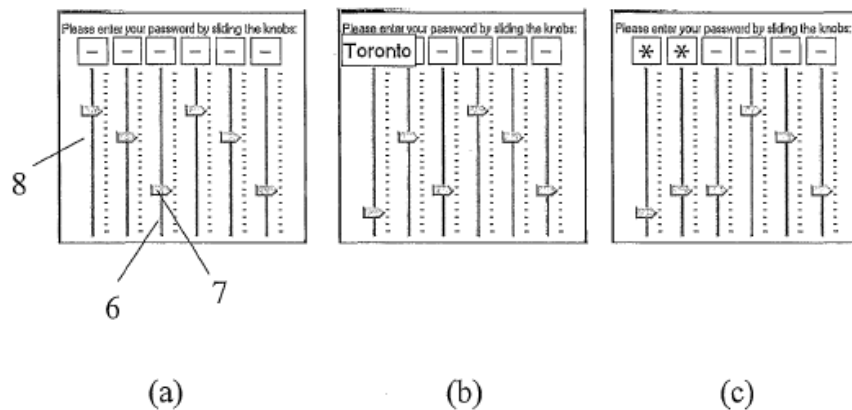 Please enter your password by sliding the knobs:
Please enter your password by sliding the knobs:
Please enter your password by sliding the knobs:
– – – – – –
Toronto – – – –
* * – – – –
8
6
7
(a) (b) (c)